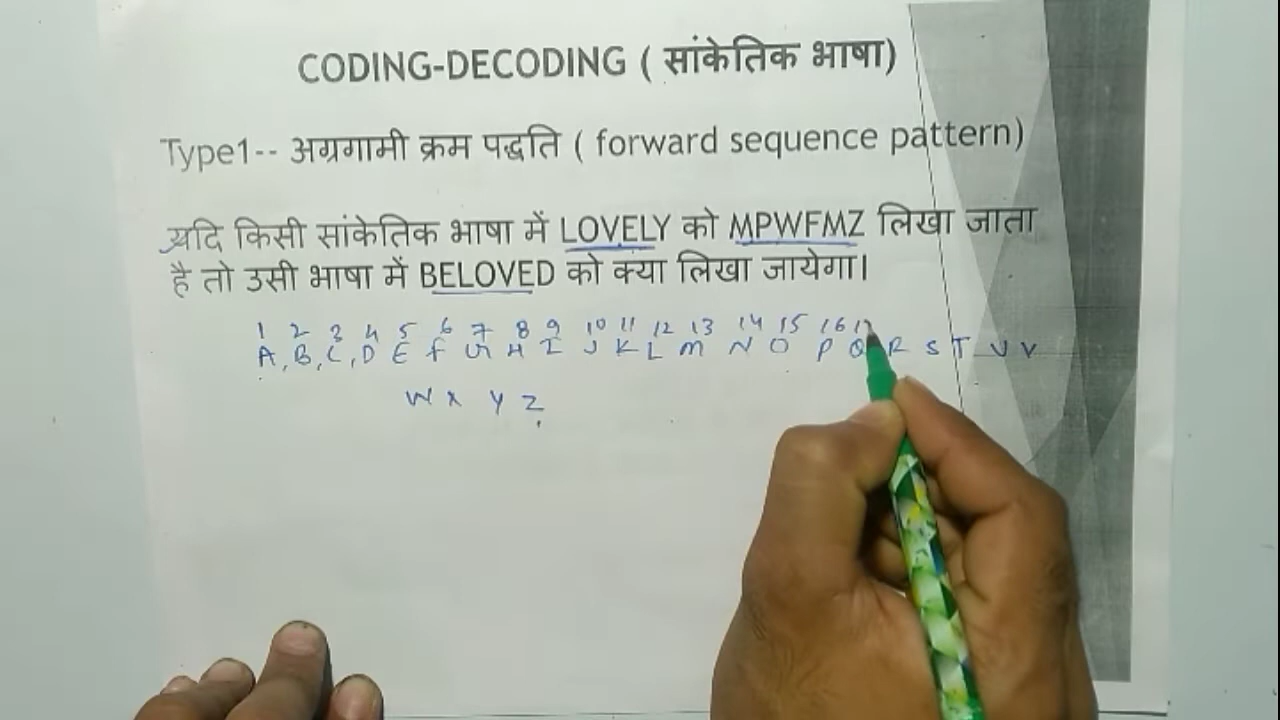 CODING-DECODING ( सांकेतिक भाषा)
Type1-- अग्रगामी क्रम पद्धति ( forward sequence pattern)
यदि किसी सांकेतिक भाषा में LOVELY को MPWFMZ लिखा जाता
है तो उसी भाषा में BELOVED को क्या लिखा जायेगा।
1 2 3 4 5 6 7 8 9 10 11 12 13 14 15 16
A, B, C, D E F G H I J K L M N O P Q R S T U V
W X Y Z